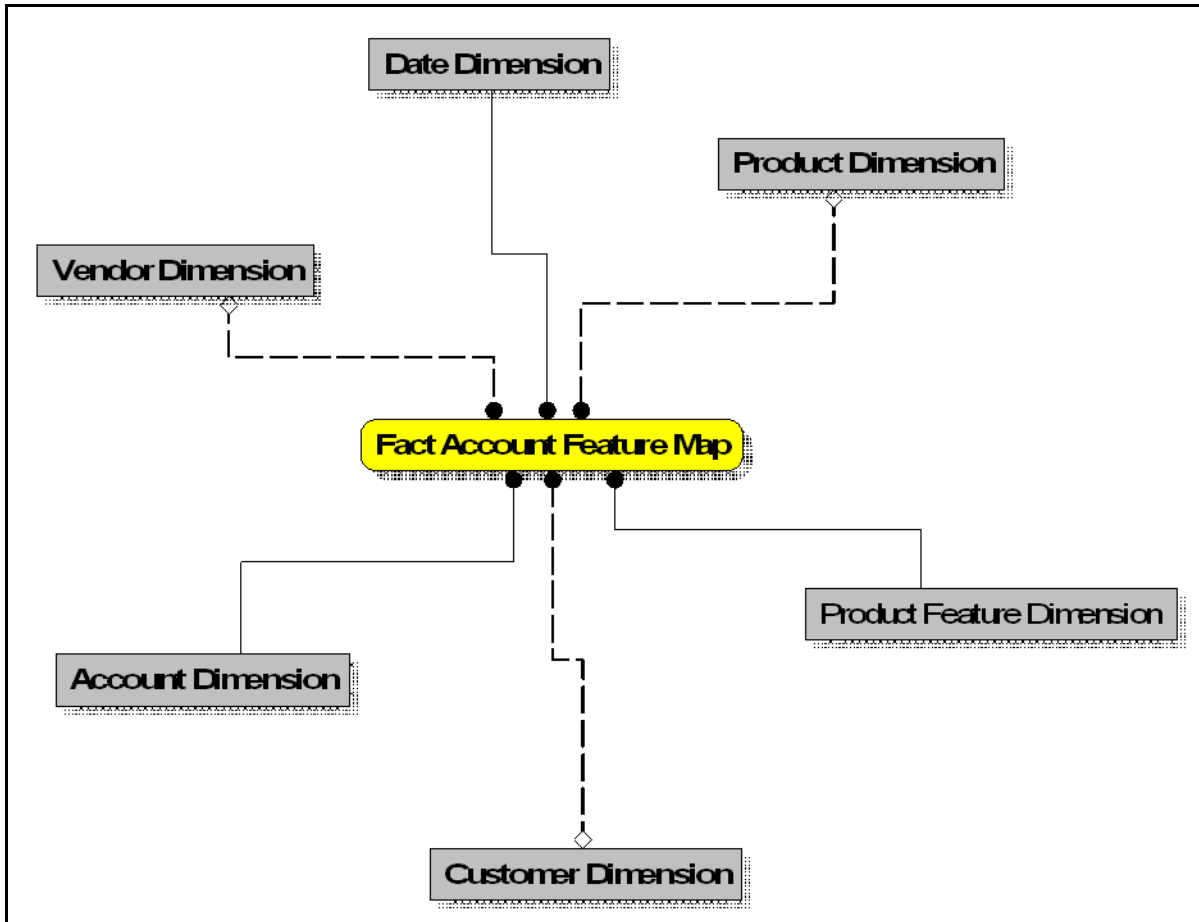 Date Dimension
Product Dimension
Vendor Dimension
Fact Account Feature Map
Product Feature Dimension
Account Dimension
Customer Dimension